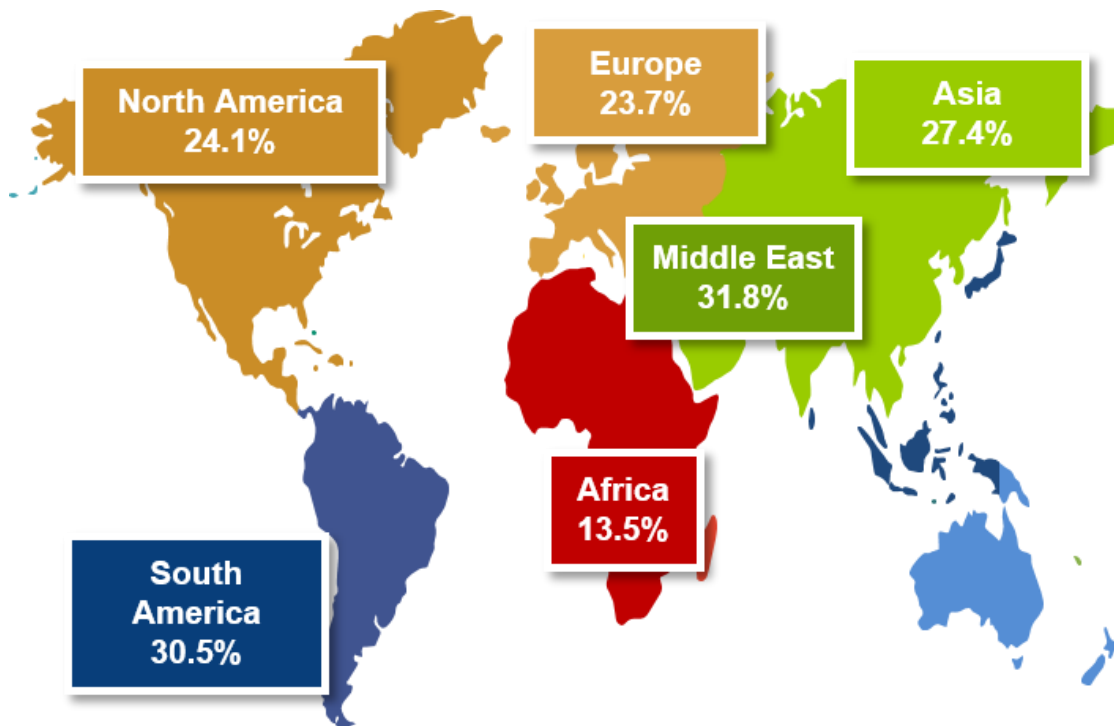 North America
24.1%
Europe
23.7%
Asia
27.4%
Middle East
31.8%
Africa
13.5%
South
America
30.5%